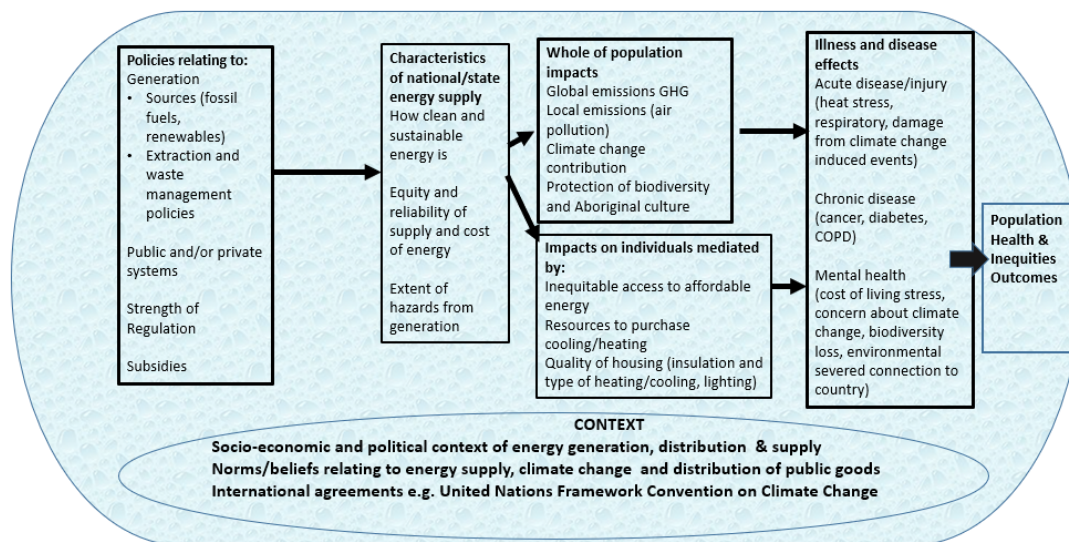 Policies relating to:
Generation
• Sources (fossil
fuels,
renewables)
• Extraction and
waste
management
policies
Public and/or private
systems
Strength of
Regulation
Subsidies
Characteristics
of national/state
energy supply
How clean and
sustainable
energy is
Equity and
reliability of
supply and cost
of energy
Extent of
hazards from
generation
Whole of population
impacts
Global emissions GHG
Local emissions (air
pollution)
Climate change
contribution
Protection of biodiversity
and Aboriginal culture
Impacts on individuals mediated
by:
Inequitable access to affordable
energy
Resources to purchase
cooling/heating
Quality of housing (insulation and
type of heating/cooling, lighting)
Illness and disease
effects
Acute disease/injury
(heat stress,
respiratory, damage
from climate change
induced events)
Chronic disease
(cancer, diabetes,
COPD)
Mental health
(cost of living stress,
concern about climate
change, biodiversity
loss, environmental
severed connection to
country)
Population
Health &
Inequities
Outcomes
CONTEXT
Socio-economic and political context of energy generation, distribution & supply
Norms/beliefs relating to energy supply, climate change and distribution of public goods
International agreements e.g. United Nations Framework Convention on Climate Change